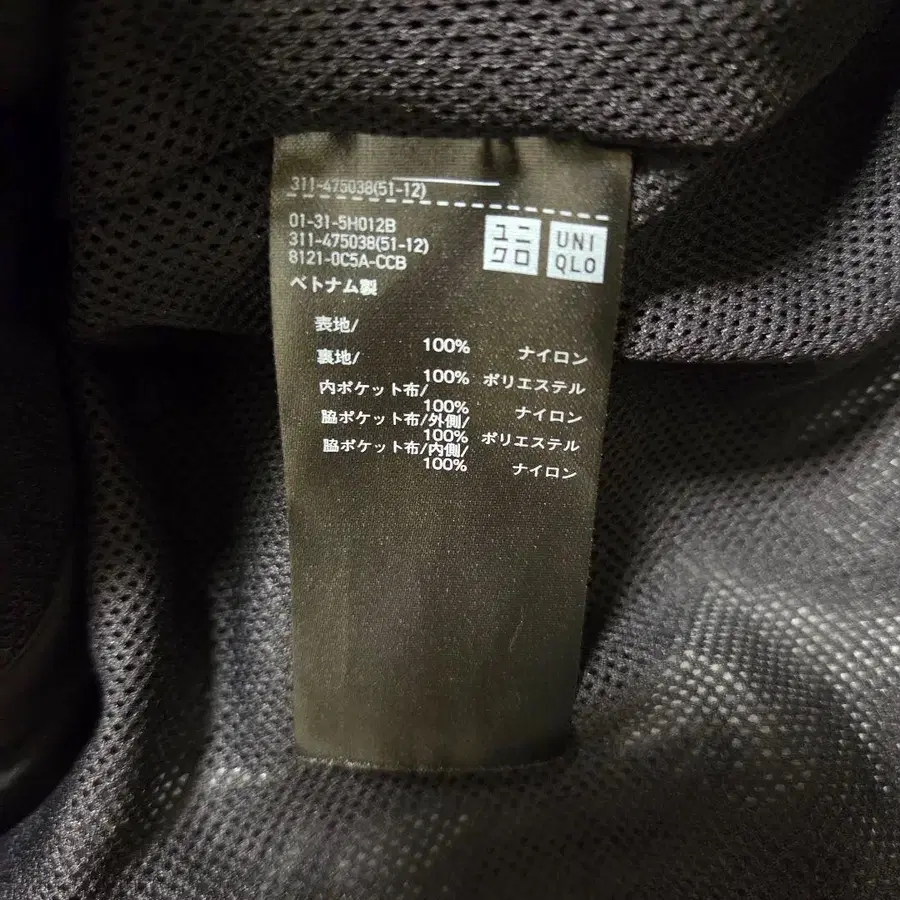 311-475038(51-12)
01-31-5H012B
311-475038(51-12)
8121-0C5A-CCB
ベトナム製
ユニ
クロ
UNI
QLO
表地/
100% ナイロン
裏地/
100% ポリエステル
内ポケット布/
100% ナイロン
脇ポケット布/外側/
100% ポリエステル
脇ポケット布/内側/
100% ナイロン